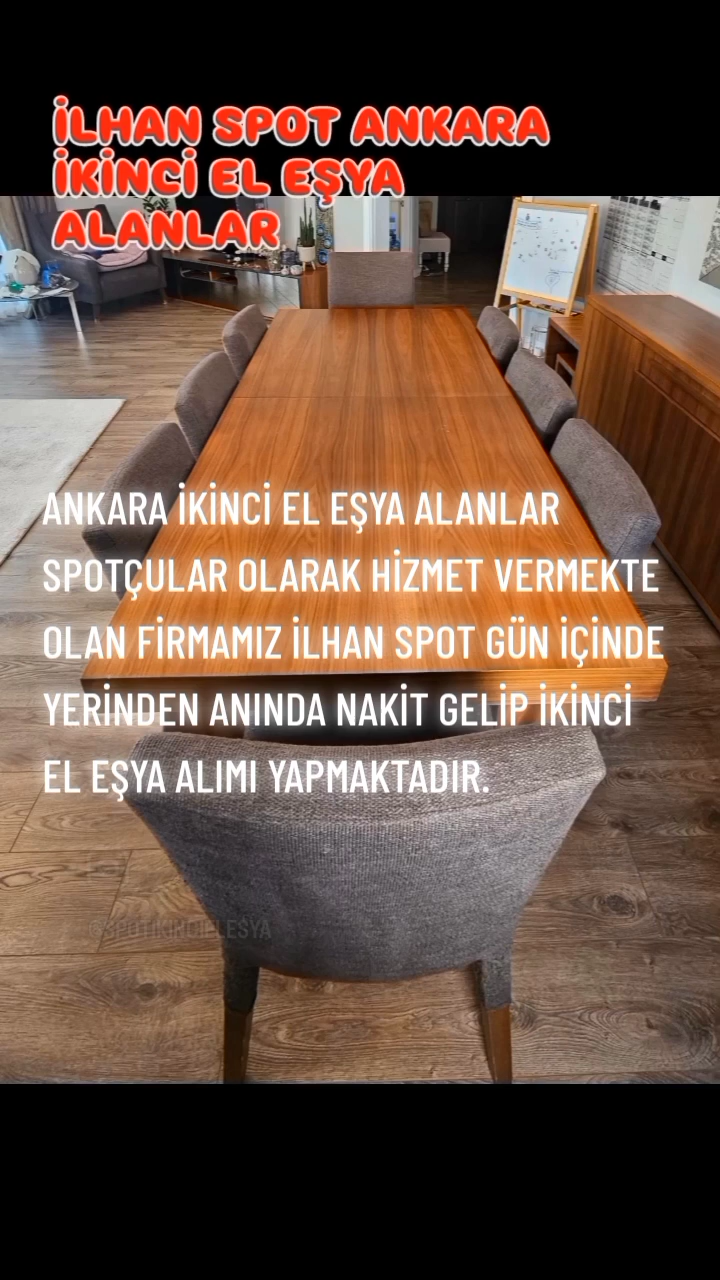 İLHAN SPOT ANKARA
İKİNCİ EL EŞYA
ALANLAR
ANKARA İKİNCİ EL EŞYA ALANLAR
SPOTÇULAR OLARAK HİZMET VERMEKTE
OLAN FİRMAMIZ İLHAN SPOT GÜN İÇİNDE
YERİNDEN ANINDA NAKİT GELİP İKİNCİ
EL EŞYA ALIMI YAPMAKTADIR.
©SPOTIKINCIELESYA